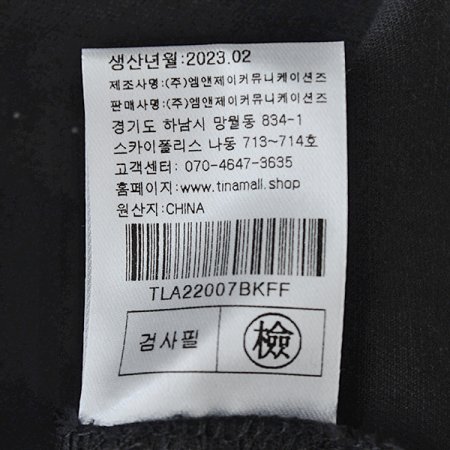 생산년월:2023.02
제조사명:(주)엠앤제이커뮤니케이션즈
판매사명:(주)엠앤제이커뮤니케이션즈
경기도 하남시 망월동 834-1
스카이폴리스 나동 713~714호
고객센터: 070-4647-3635
홈페이지:www.tinamall.shop
원산지:CHINA
TLA22007BKFF
검사필 檢